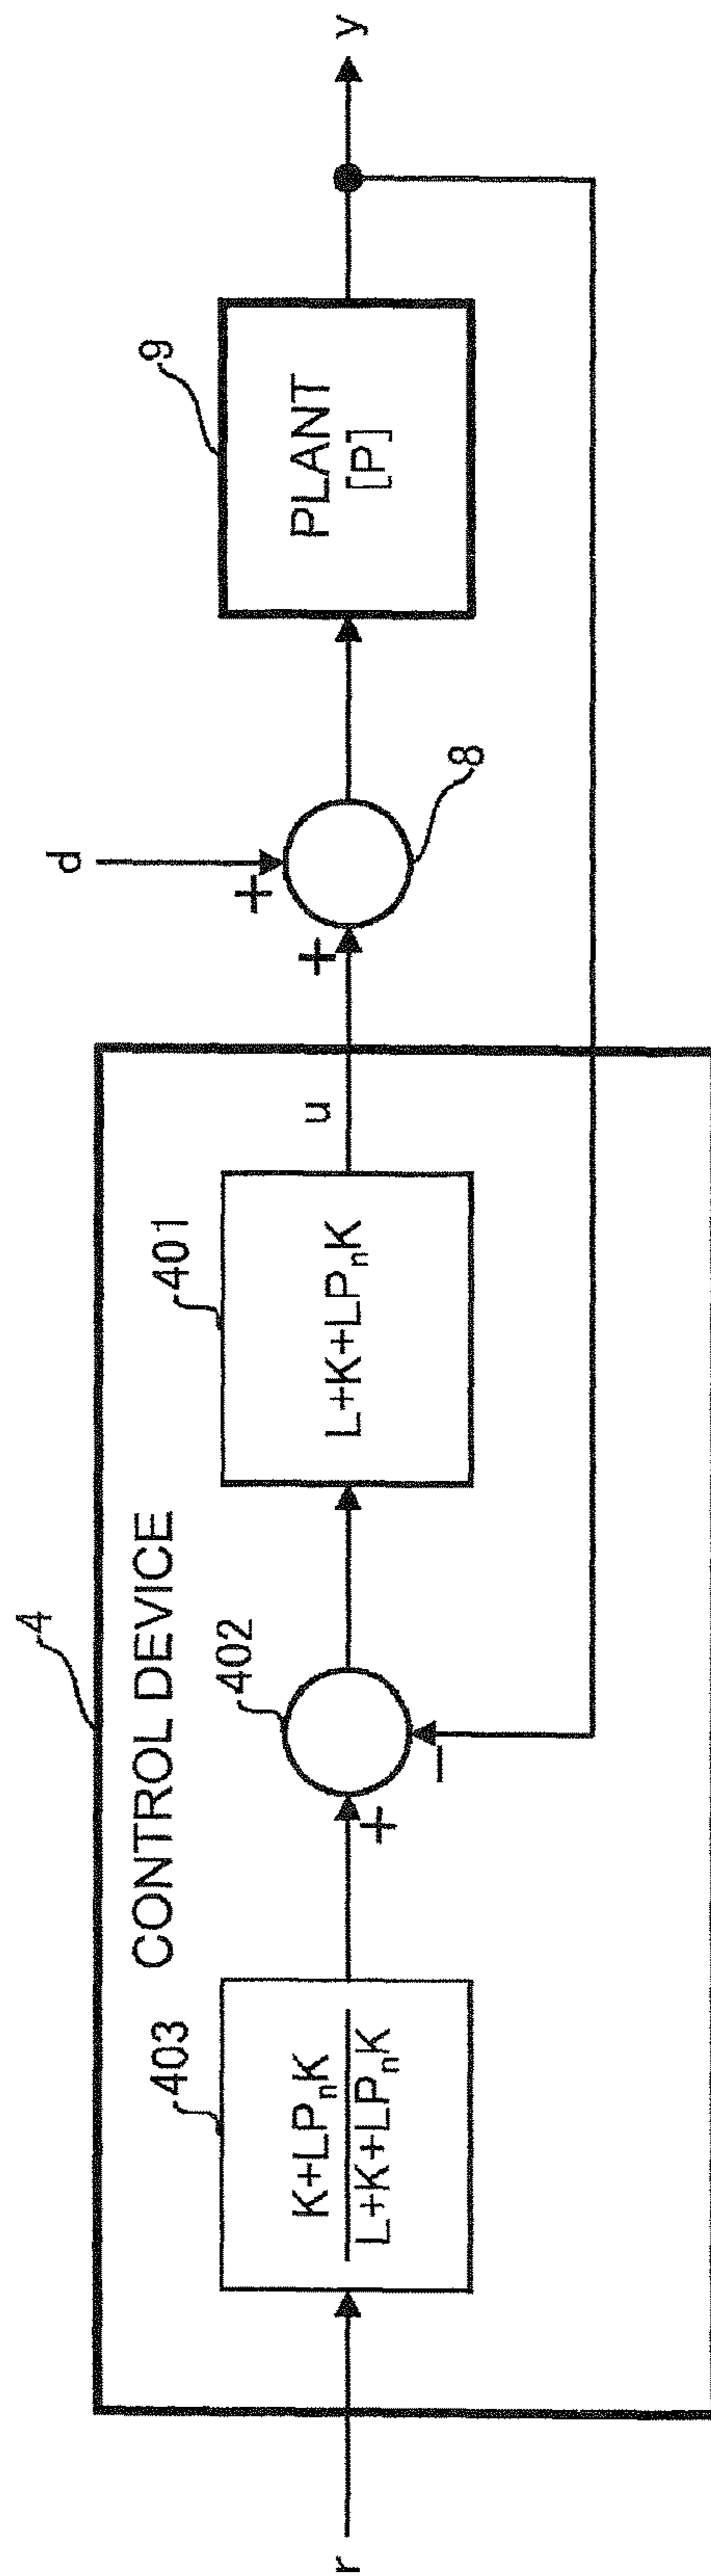 4
CONTROL DEVICE
r
403
K+LPₙK
L+K+LPₙK
402
+
−
401
L+K+LPₙK
u
d
+
+
8
9
PLANT
[P]
y